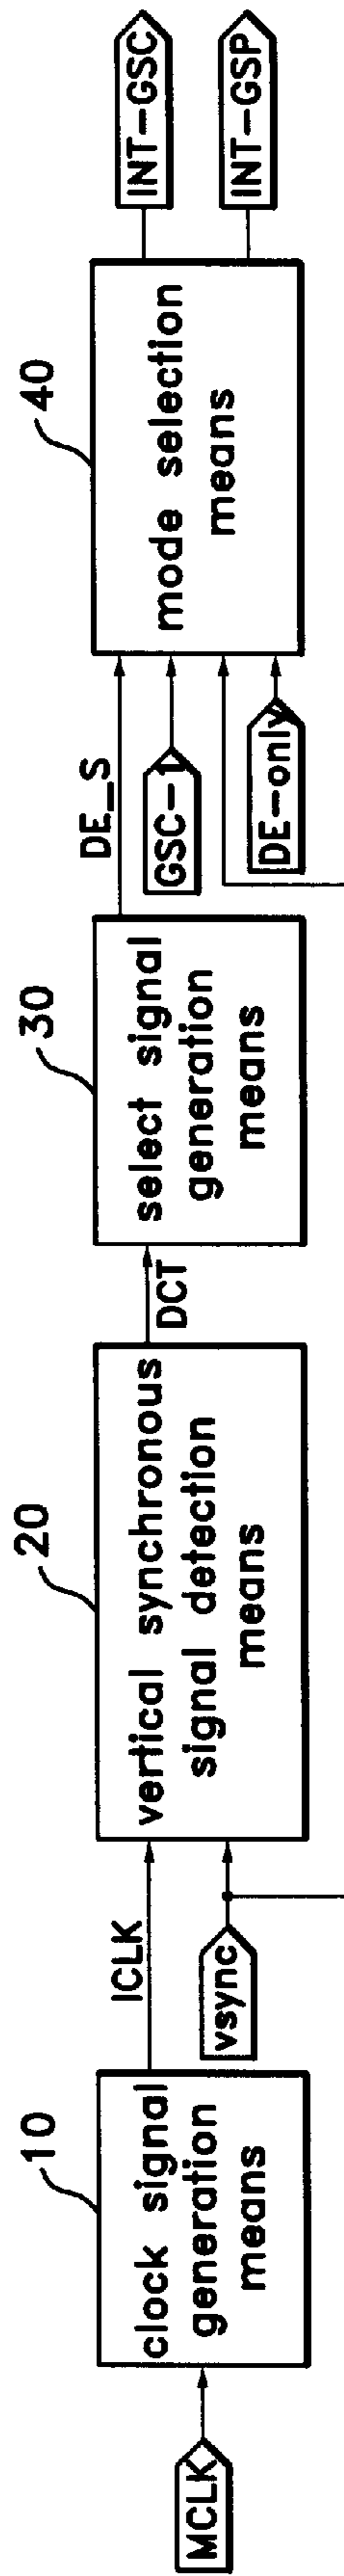 MCLK
10
clock signal
generation
means
ICLK
vsync
20
vertical synchronous
signal detection
means
DCT
30
select signal
generation
means
DE_S
GSC-1
DE-only
40
mode selection
means
INT-GSC
INT-GSP